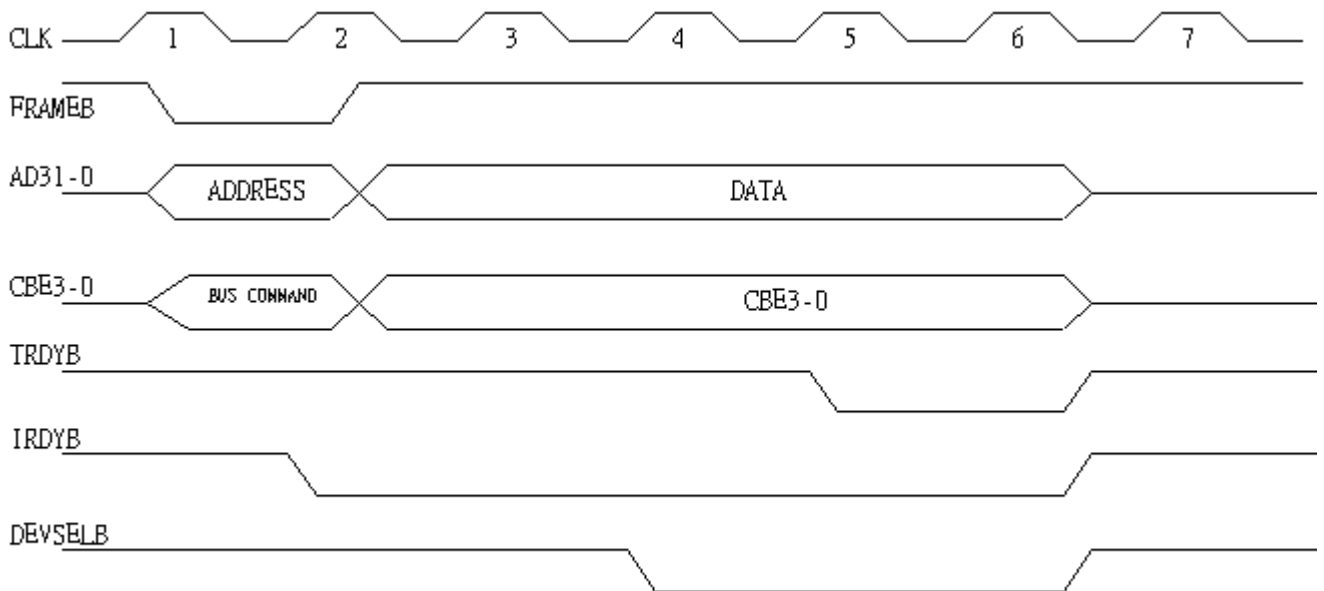 CLK 1 2 3 4 5 6 7
FRAMEB
AD31-0 ADDRESS DATA
CBE3-0 BUS COMMAND CBE3-0
TRDYB
IRDYB
DEVSELB